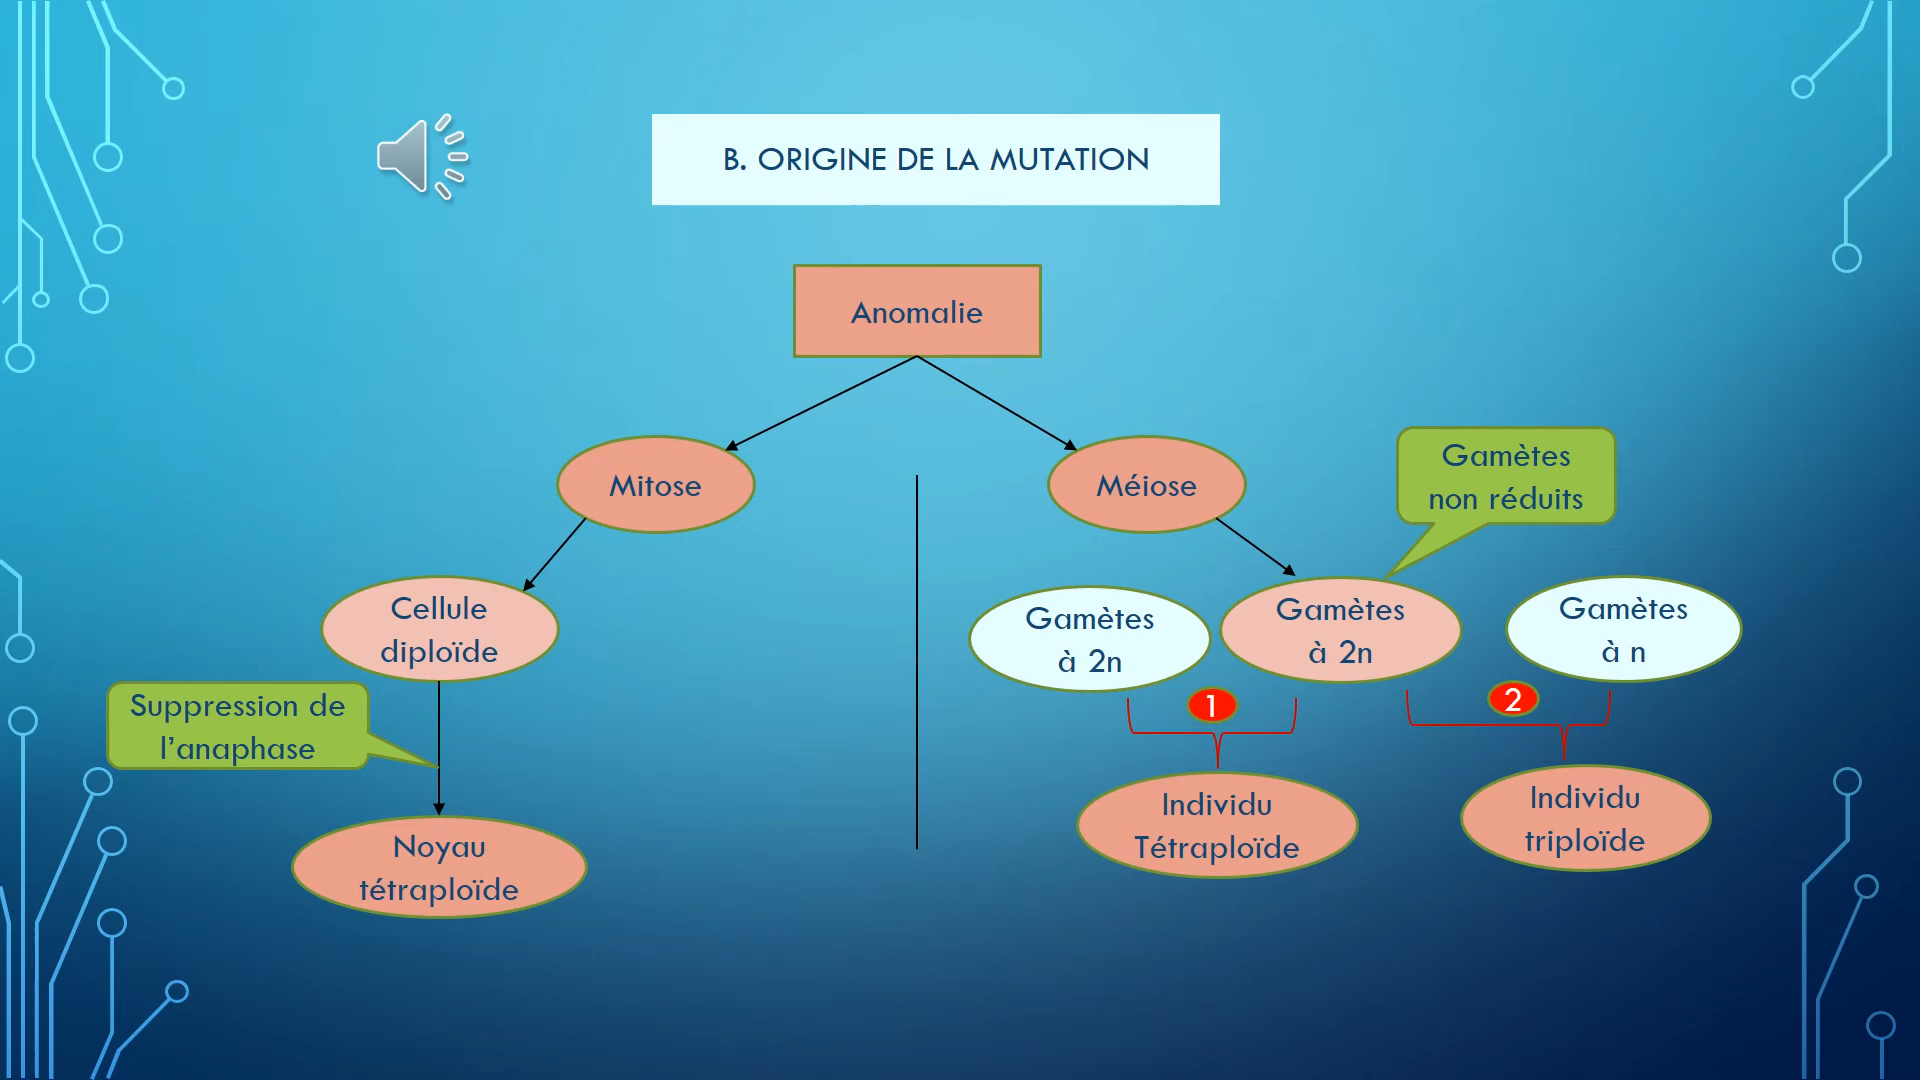 B. ORIGINE DE LA MUTATION
Anomalie
Mitose
Méiose
Gamètes
non réduits
Cellule
diploïde
Gamètes
à 2n
Gamètes
à 2n
Gamètes
à n
Suppression de
l'anaphase
1
2
Noyau
tétraploïde
Individu
Tétraploïde
Individu
triploïde